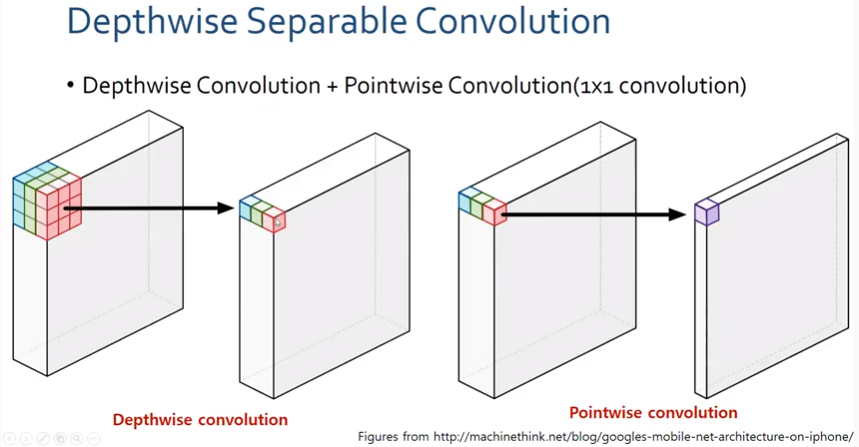 Depthwise Separable Convolution
• Depthwise Convolution + Pointwise Convolution(1x1 convolution)
Depthwise convolution
Pointwise convolution
Figures from http://machinethink.net/blog/googles-mobile-net-architecture-on-iphone/